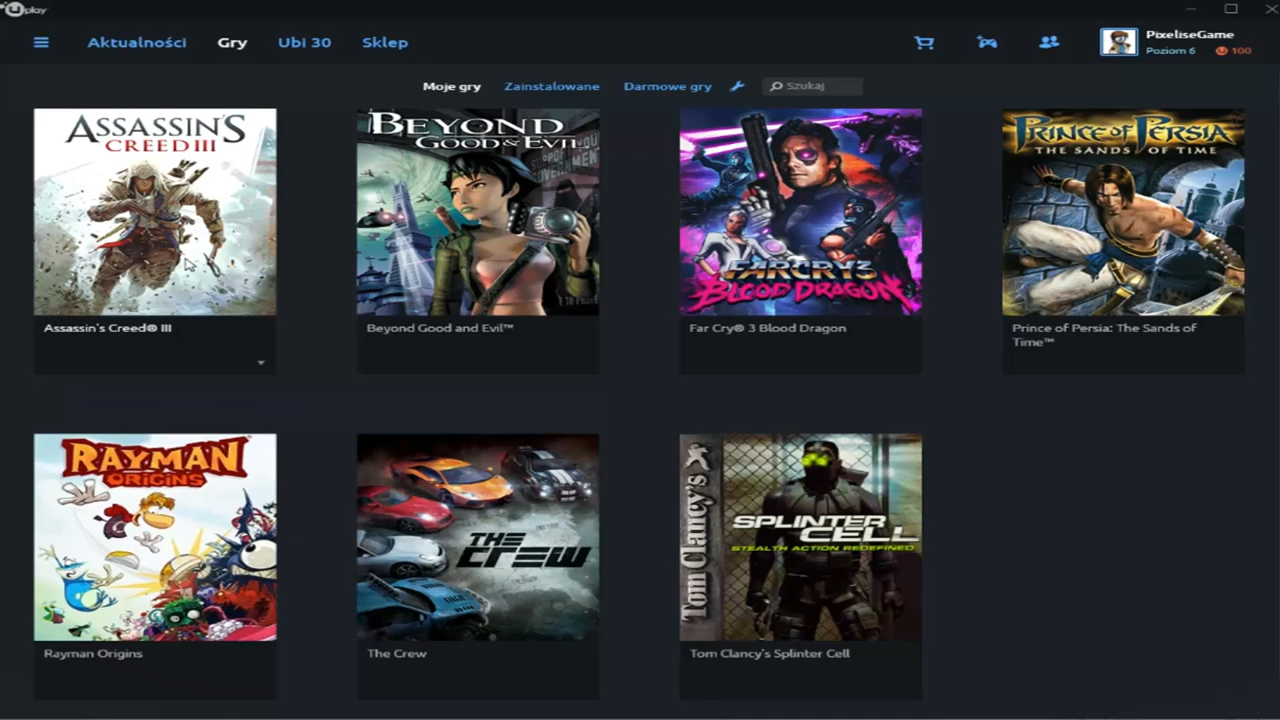 uplay
Aktualności Gry Ubi 30 Sklep
PixeliseGame
Poziom 6 100
Moje gry Zainstalowane Darmowe gry Szukaj
ASSASSIN'S
CREED III
BEYOND
GOOD & EVIL
FARCRY3
BLOOD DRAGON
PRINCE OF PERSIA
THE SANDS OF TIME
Assassin's Creed® III
Beyond Good and Evil™
Far Cry® 3 Blood Dragon
Prince of Persia: The Sands of
Time™
RAYMAN
ORIGINS
THE
CREW
Tom Clancy's
SPLINTER
CELL
STEALTH ACTION REDEFINED
Rayman Origins
The Crew
Tom Clancy's Splinter Cell